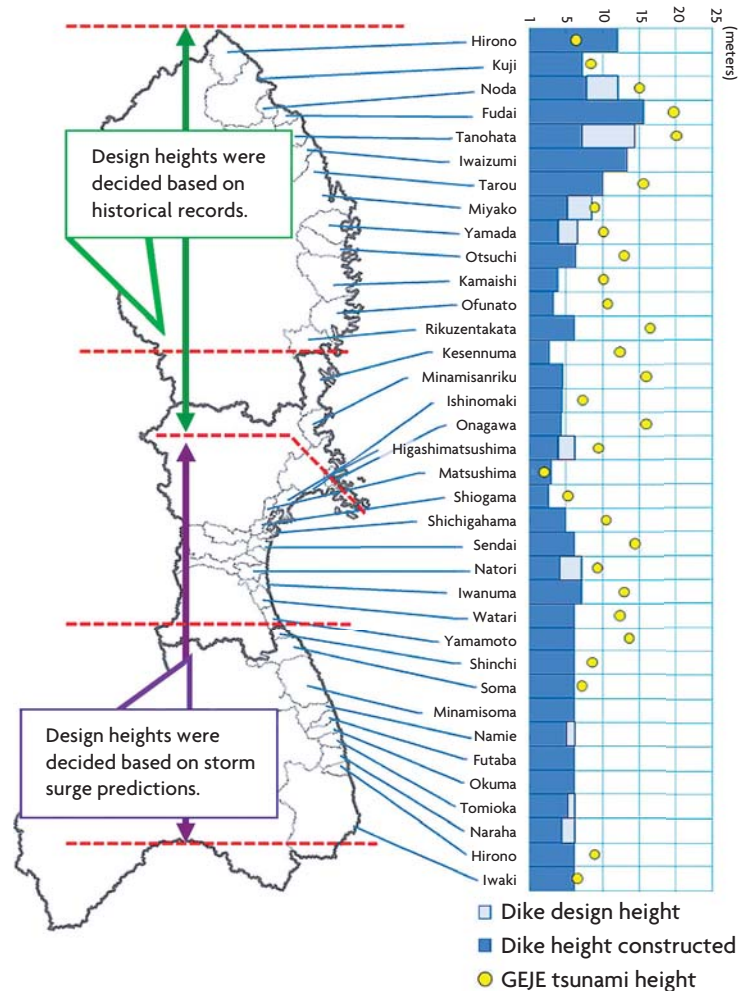 1
5
10
15
20
25
(meters)
Hirono
Kuji
Noda
Fudai
Tanohata
Iwaizumi
Tarou
Miyako
Yamada
Otsuchi
Kamaishi
Ofunato
Rikuzentakata
Kesennuma
Minamisanriku
Ishinomaki
Onagawa
Higashimatsushima
Matsushima
Shiogama
Shichigahama
Sendai
Natori
Iwanuma
Watari
Yamamoto
Shinchi
Soma
Minamisoma
Namie
Futaba
Okuma
Tomioka
Naraha
Hirono
Iwaki
Design heights were
decided based on
historical records.
Design heights were
decided based on storm
surge predictions.
Dike design height
Dike height constructed
GEJE tsunami height